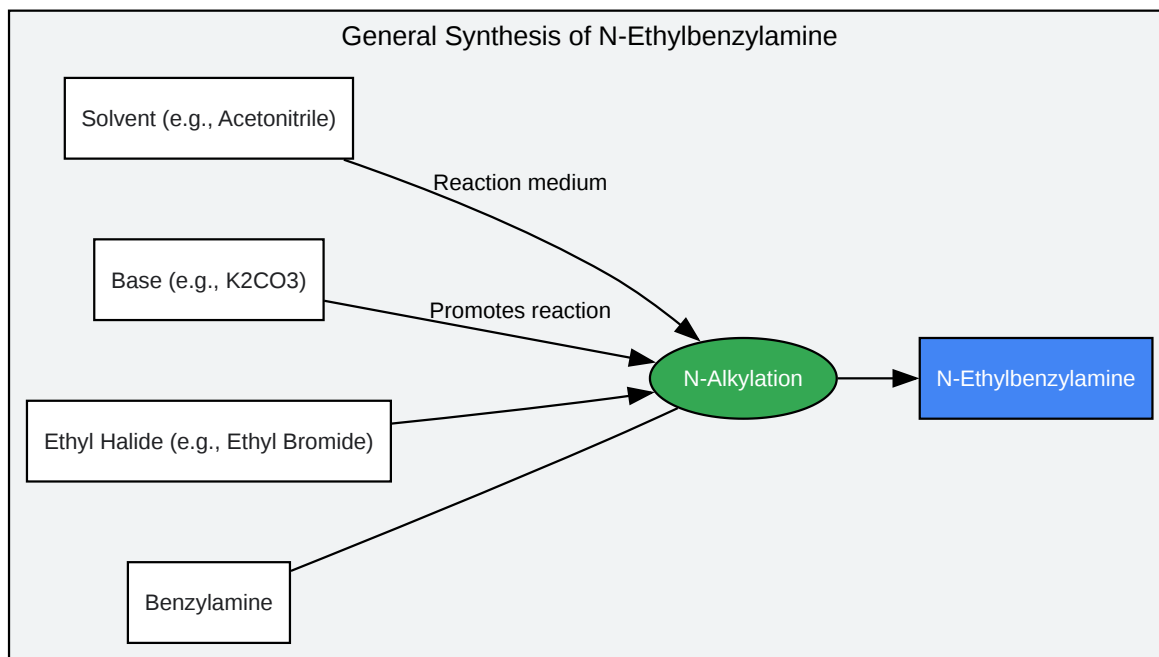 General Synthesis of N-Ethylbenzylamine
Solvent (e.g., Acetonitrile)
Reaction medium
Base (e.g., K2CO3)
Promotes reaction
N-Alkylation
N-Ethylbenzylamine
Ethyl Halide (e.g., Ethyl Bromide)
Benzylamine